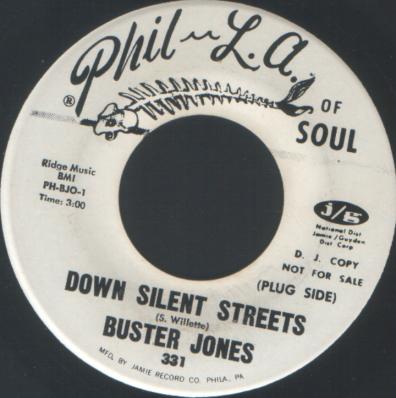 Phil L.A.
®
OF
SOUL
Ridge Music
BMI
PH-BJO-1
Time: 3:00
j/g
National Dist
Jamie/Guyden
Dist Corp
D. J. COPY
NOT FOR SALE
(PLUG SIDE)
DOWN SILENT STREETS
(S. Willette)
BUSTER JONES
331
MFD. BY JAMIE RECORD CO. PHILA., PA